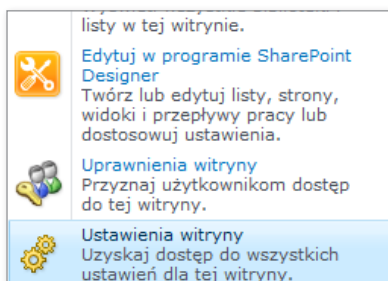 listy w tej witrynie.
Edytuj w programie SharePoint
Designer
Twórz lub edytuj listy, strony,
widoki i przepływy pracy lub
dostosowuj ustawienia.
Uprawnienia witryny
Przyznaj użytkownikom dostęp
do tej witryny.
Ustawienia witryny
Uzyskaj dostęp do wszystkich
ustawień dla tej witryny.